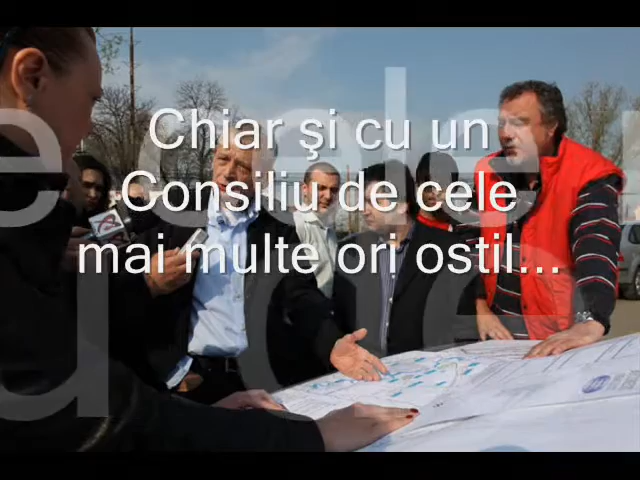 Chiar şi cu un
Consiliu de cele
mai multe ori ostil...